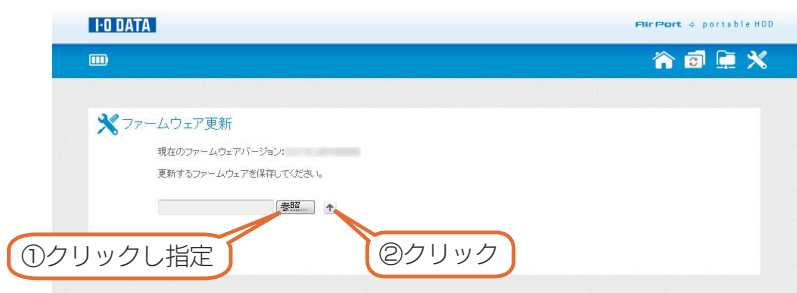 I-O DATA
AirPort ÷ portable HDD
ファームウェア更新
現在のファームウェアバージョン:
更新するファームウェアを保存してください。
参照...
①クリックし指定
②クリック